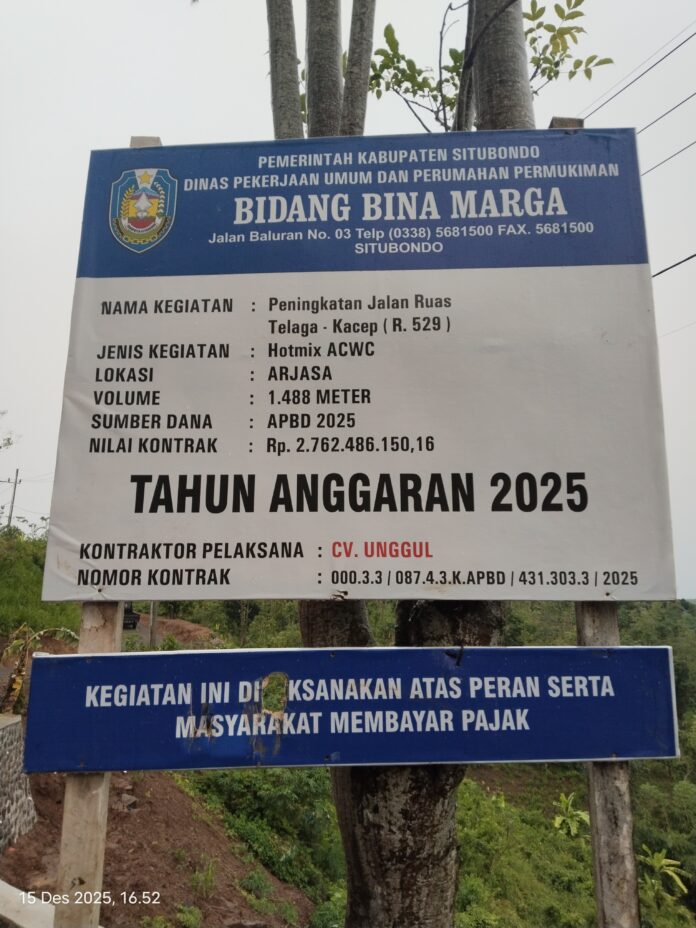 PEMERINTAH KABUPATEN SITUBONDO
DINAS PEKERJAAN UMUM DAN PERUMAHAN PERMUKIMAN
BIDANG BINA MARGA
Jalan Baluran No. 03 Telp (0338) 5681500 FAX. 5681500
SITUBONDO
NAMA KEGIATAN : Peningkatan Jalan Ruas
Telaga - Kacep ( R. 529 )
JENIS KEGIATAN : Hotmix ACWC
LOKASI : ARJASA
VOLUME : 1.488 METER
SUMBER DANA : APBD 2025
NILAI KONTRAK : Rp. 2.762.486.150,16
TAHUN ANGGARAN 2025
KONTRAKTOR PELAKSANA : CV. UNGGUL
NOMOR KONTRAK : 000.3.3 / 087.4.3.K.APBD / 431.303.3 / 2025
KEGIATAN INI DILAKSANAKAN ATAS PERAN SERTA
MASYARAKAT MEMBAYAR PAJAK
15 Des 2025, 16.52